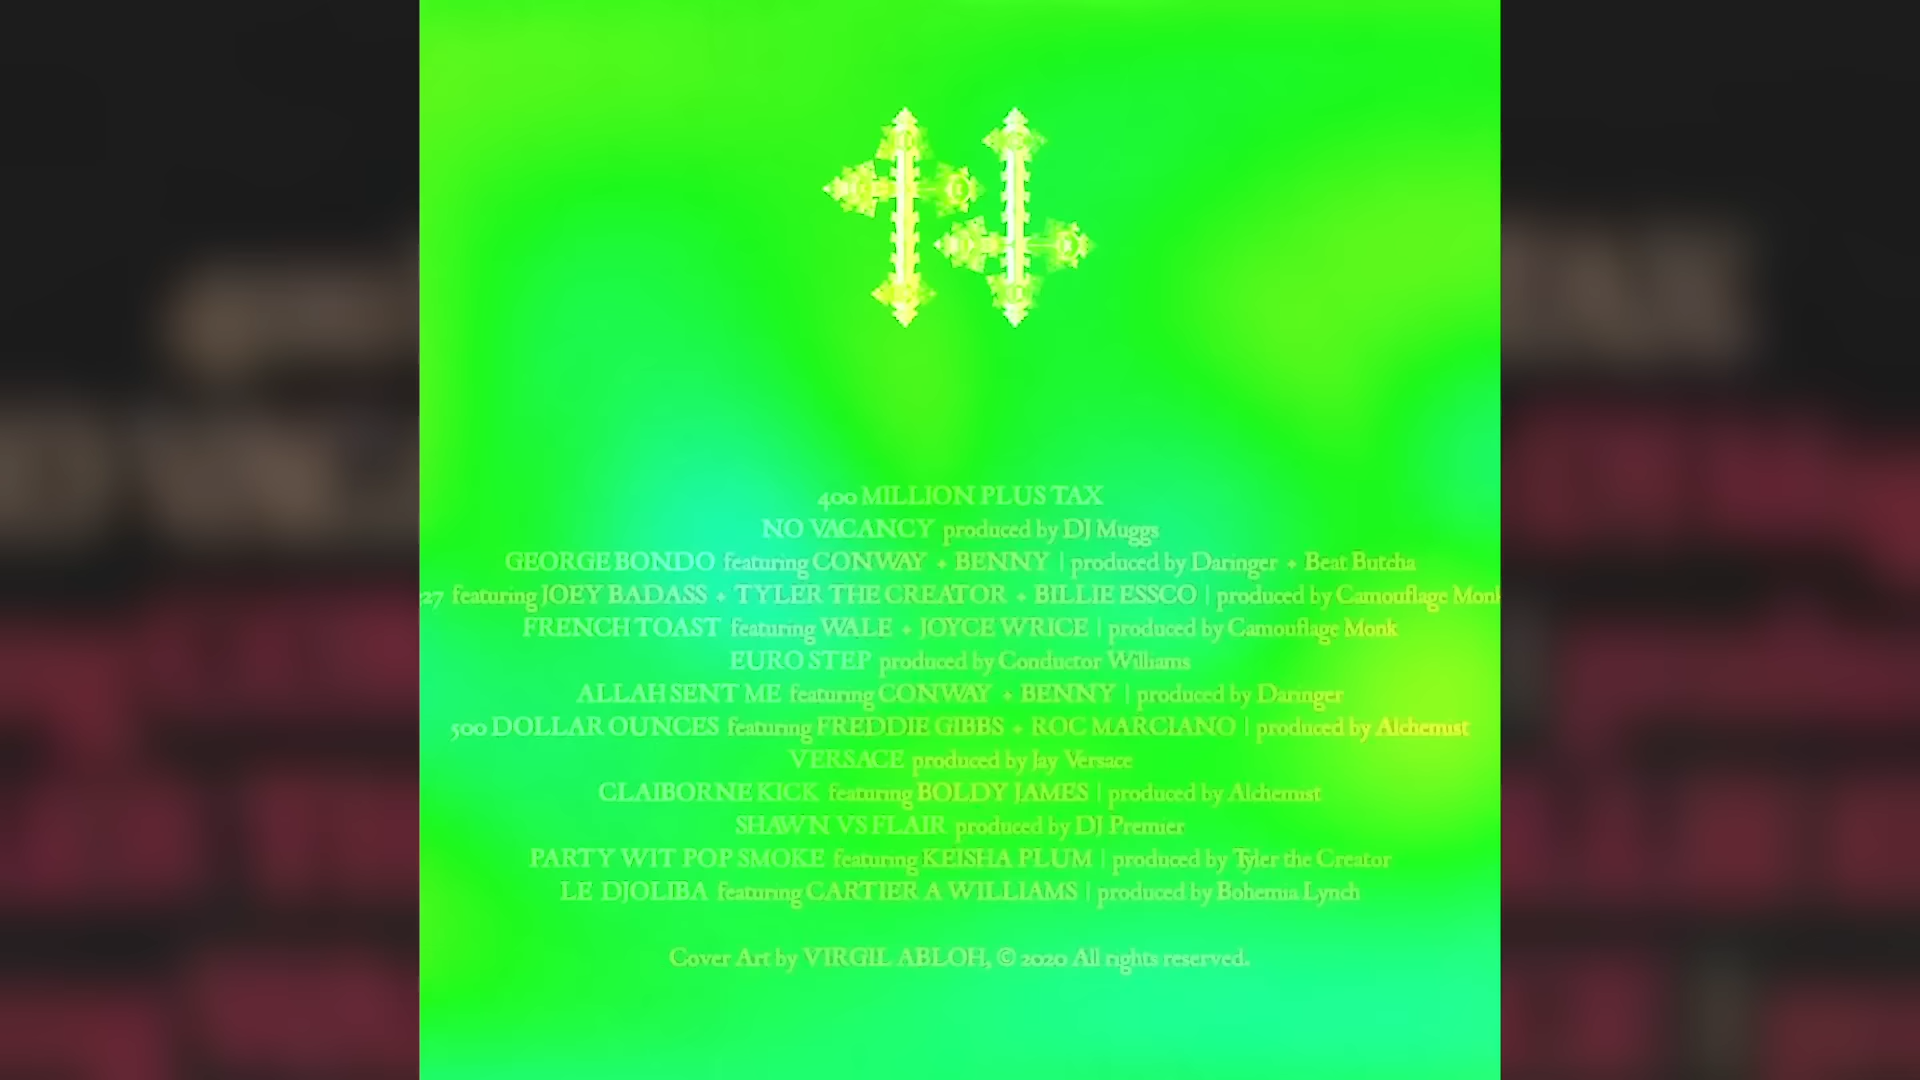 400 MILLION PLUS TAX
NO VACANCY produced by DJ Muggs
GEORGE BONDO featuring CONWAY + BENNY | produced by Daringer + Beat Butcha
327 featuring JOEY BADASS + TYLER THE CREATOR + BILLIE ESSCO | produced by Camouflage Monk
FRENCH TOAST featuring WALE + JOYCE WRICE | produced by Camouflage Monk
EURO STEP produced by Conductor Williams
ALLAH SENT ME featuring CONWAY + BENNY | produced by Daringer
500 DOLLAR OUNCES featuring FREDDIE GIBBS + ROC MARCIANO | produced by Alchemist
VERSACE produced by Jay Versace
CLAIBORNE KICK featuring BOLDY JAMES | produced by Alchemist
SHAWN VS FLAIR produced by DJ Premier
PARTY WIT POP SMOKE featuring KEISHA PLUM | produced by Tyler the Creator
LE DJOLIBA featuring CARTIER A WILLIAMS | produced by Bohemia Lynch
Cover Art by VIRGIL ABLOH, © 2020 All rights reserved.